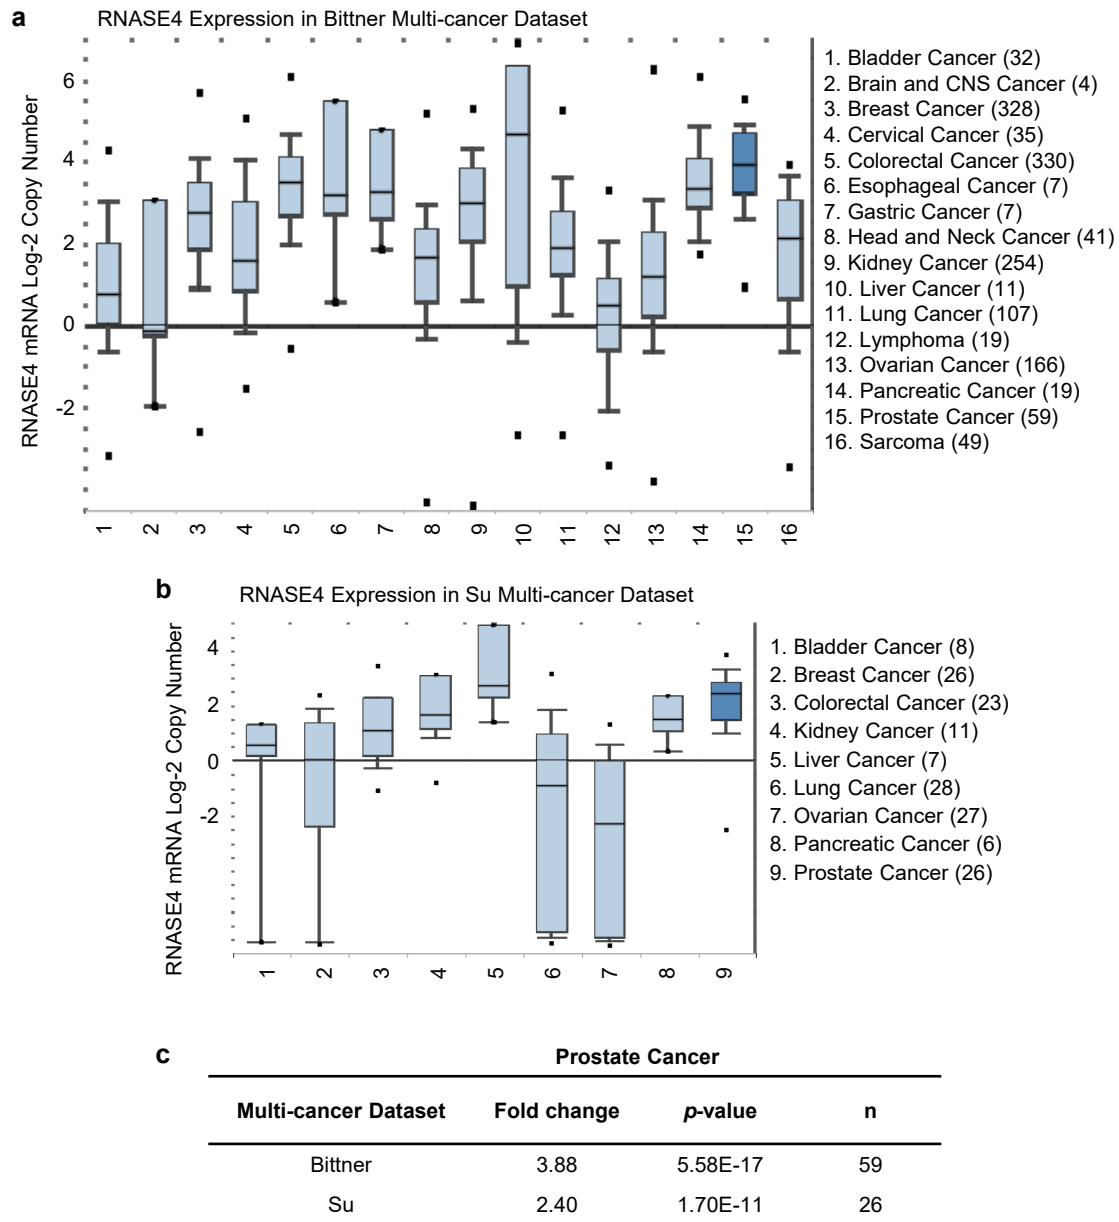 a
RNASE4 Expression in Bittner Multi-cancer Dataset
RNASE4 mRNA Log-2 Copy Number
6
4
2
0
-2
1 2 3 4 5 6 7 8 9 10 11 12 13 14 15 16
1. Bladder Cancer (32)
2. Brain and CNS Cancer (4)
3. Breast Cancer (328)
4. Cervical Cancer (35)
5. Colorectal Cancer (330)
6. Esophageal Cancer (7)
7. Gastric Cancer (7)
8. Head and Neck Cancer (41)
9. Kidney Cancer (254)
10. Liver Cancer (11)
11. Lung Cancer (107)
12. Lymphoma (19)
13. Ovarian Cancer (166)
14. Pancreatic Cancer (19)
15. Prostate Cancer (59)
16. Sarcoma (49)
b
RNASE4 Expression in Su Multi-cancer Dataset
RNASE4 mRNA Log-2 Copy Number
4
2
0
-2
1 2 3 4 5 6 7 8 9
1. Bladder Cancer (8)
2. Breast Cancer (26)
3. Colorectal Cancer (23)
4. Kidney Cancer (11)
5. Liver Cancer (7)
6. Lung Cancer (28)
7. Ovarian Cancer (27)
8. Pancreatic Cancer (6)
9. Prostate Cancer (26)
c
Prostate Cancer
Multi-cancer Dataset Fold change p-value n
Bittner 3.88 5.58E-17 59
Su 2.40 1.70E-11 26